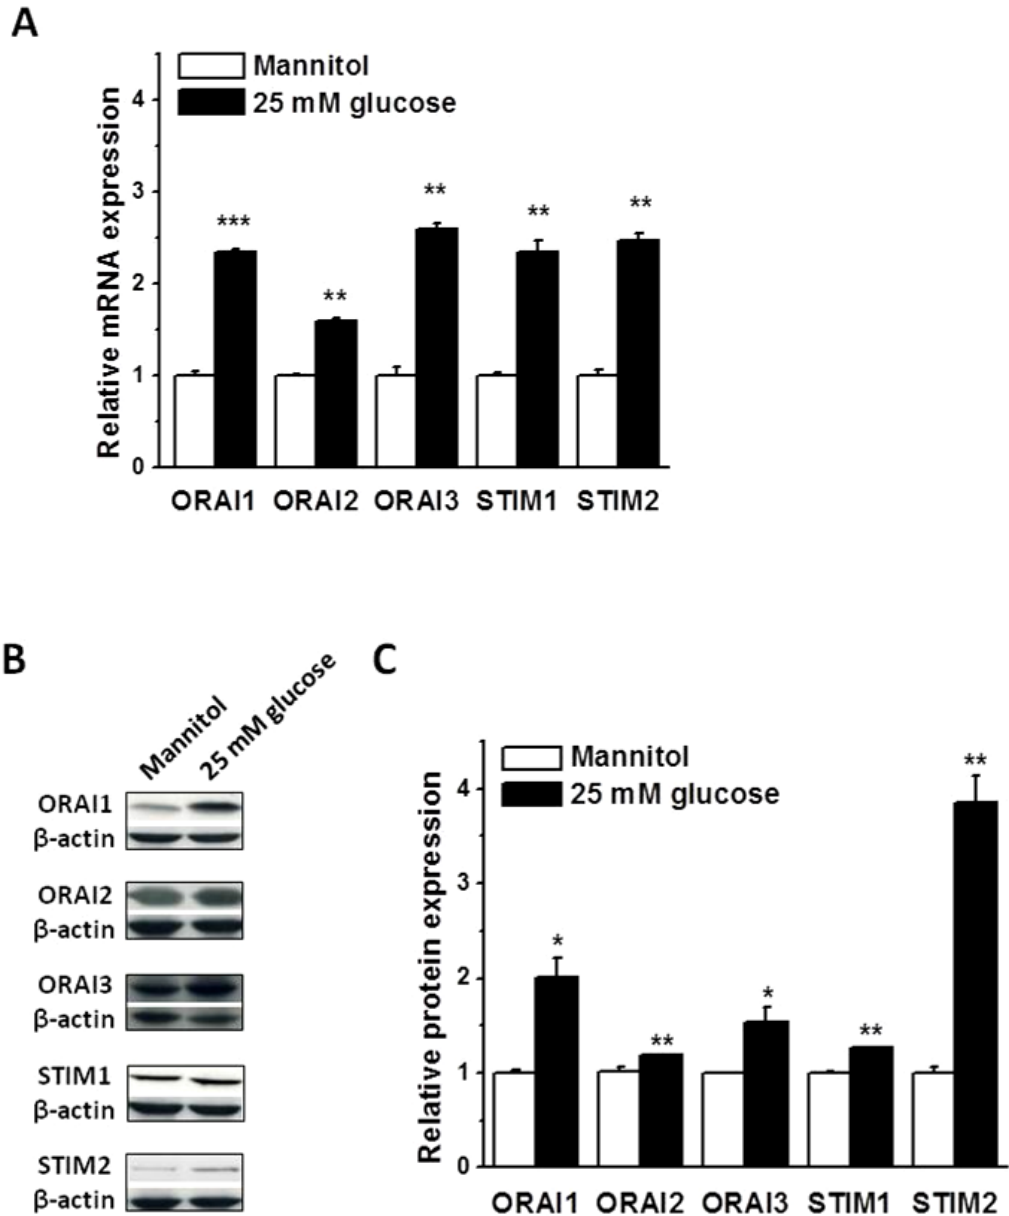 A
Mannitol
25 mM glucose
Relative mRNA expression
4
3
2
1
0
***
**
**
**
**
ORAI1 ORAI2 ORAI3 STIM1 STIM2
B
Mannitol
25 mM glucose
ORAI1
β-actin
ORAI2
β-actin
ORAI3
β-actin
STIM1
β-actin
STIM2
β-actin
C
Mannitol
25 mM glucose
Relative protein expression
4
3
2
1
0
*
**
*
**
**
ORAI1 ORAI2 ORAI3 STIM1 STIM2